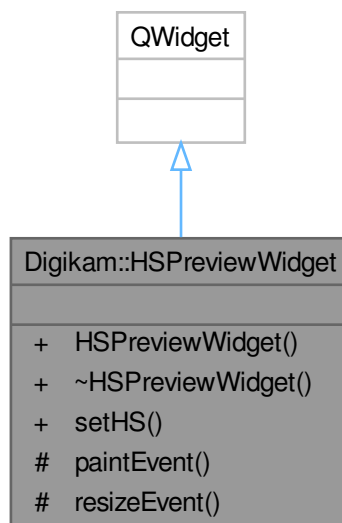 QWidget
Digikam::HSPreviewWidget
+ HSPreviewWidget()
+ ~HSPreviewWidget()
+ setHS()
# paintEvent()
# resizeEvent()